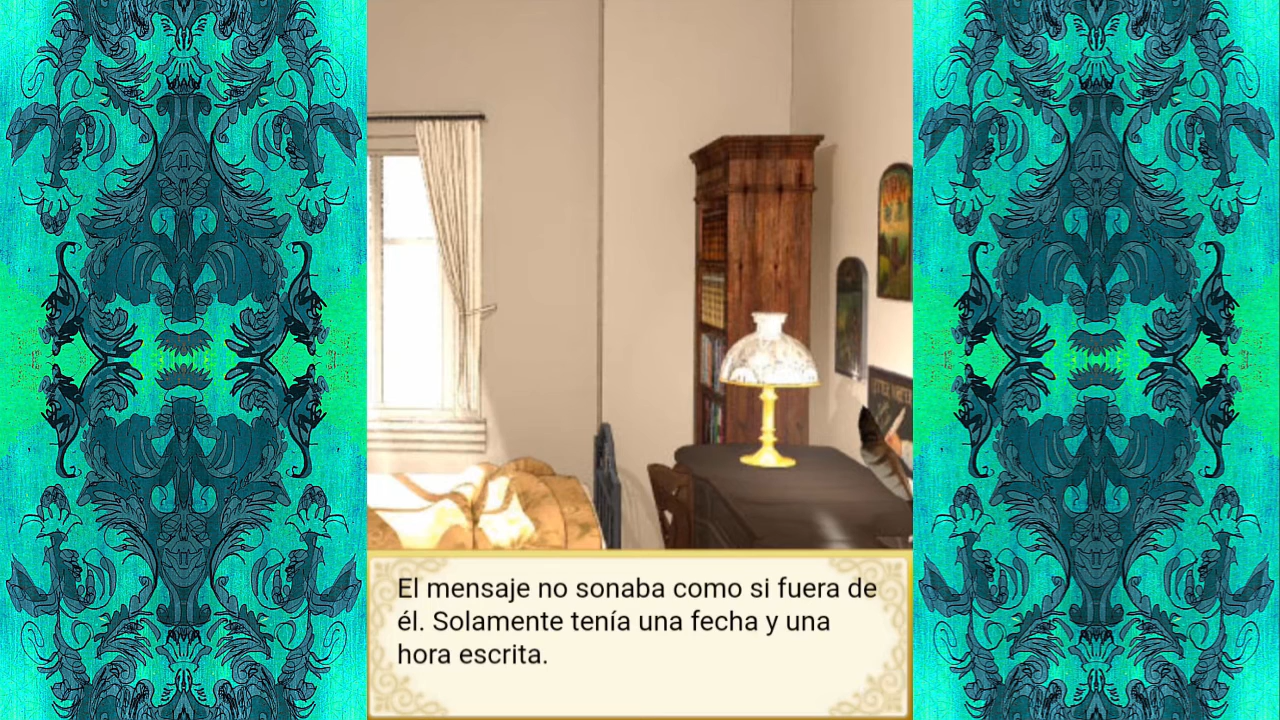 El mensaje no sonaba como si fuera de
él. Solamente tenía una fecha y una
hora escrita.